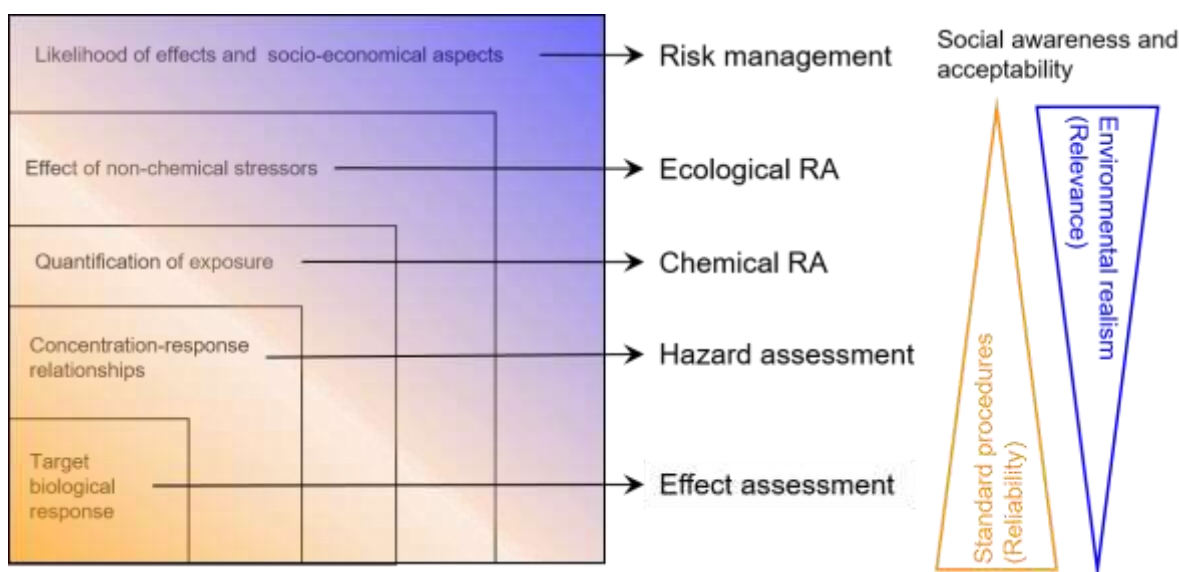 Likelihood of effects and socio-economical aspects
Risk management
Social awareness and
acceptability
Effect of non-chemical stressors
Ecological RA
Quantification of exposure
Chemical RA
Concentration-response
relationships
Hazard assessment
Target
biological
response
Effect assessment
Standard procedures
(Reliability)
Environmental realism
(Relevance)